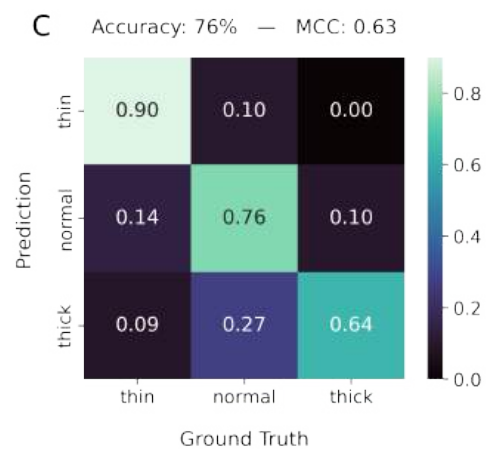 C
Accuracy: 76% — MCC: 0.63
thin 0.90 0.10 0.00
normal 0.14 0.76 0.10
thick 0.09 0.27 0.64
thin normal thick
Prediction
Ground Truth
0.8
0.6
0.4
0.2
0.0